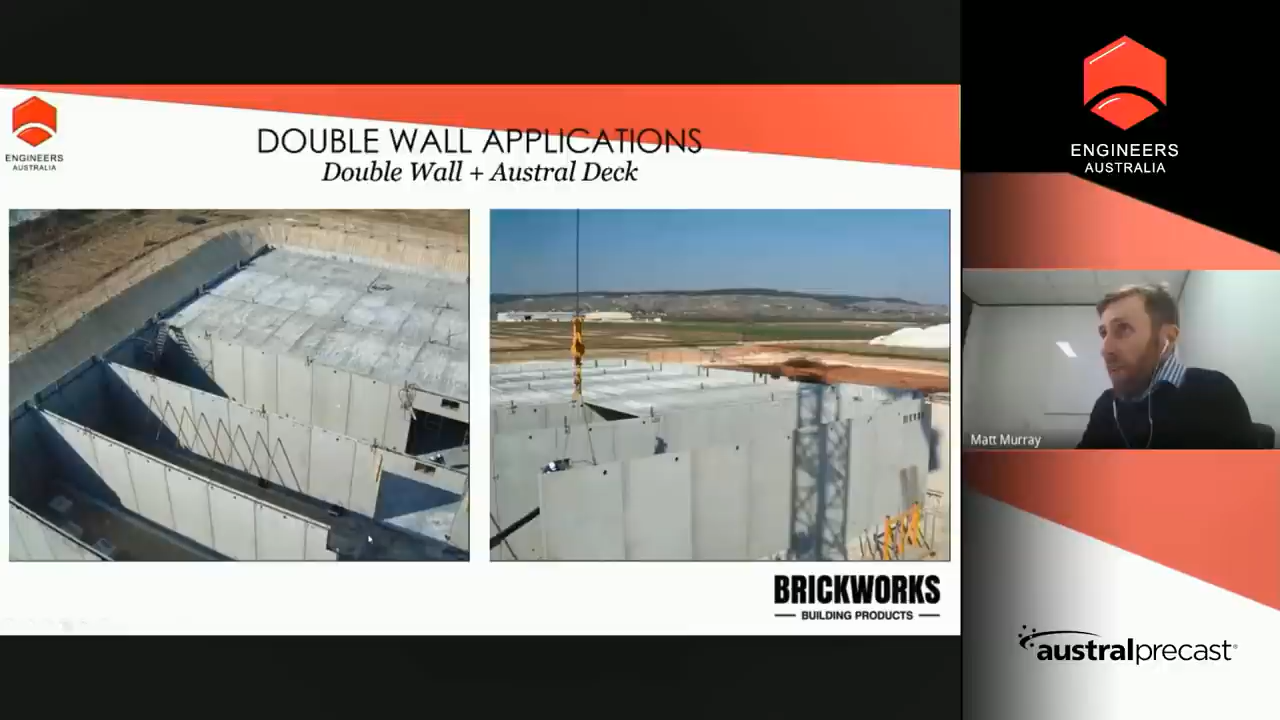 ENGINEERS
AUSTRALIA
DOUBLE WALL APPLICATIONS
Double Wall + Austral Deck
BRICKWORKS
BUILDING PRODUCTS
ENGINEERS
AUSTRALIA
Matt Murray
australprecast